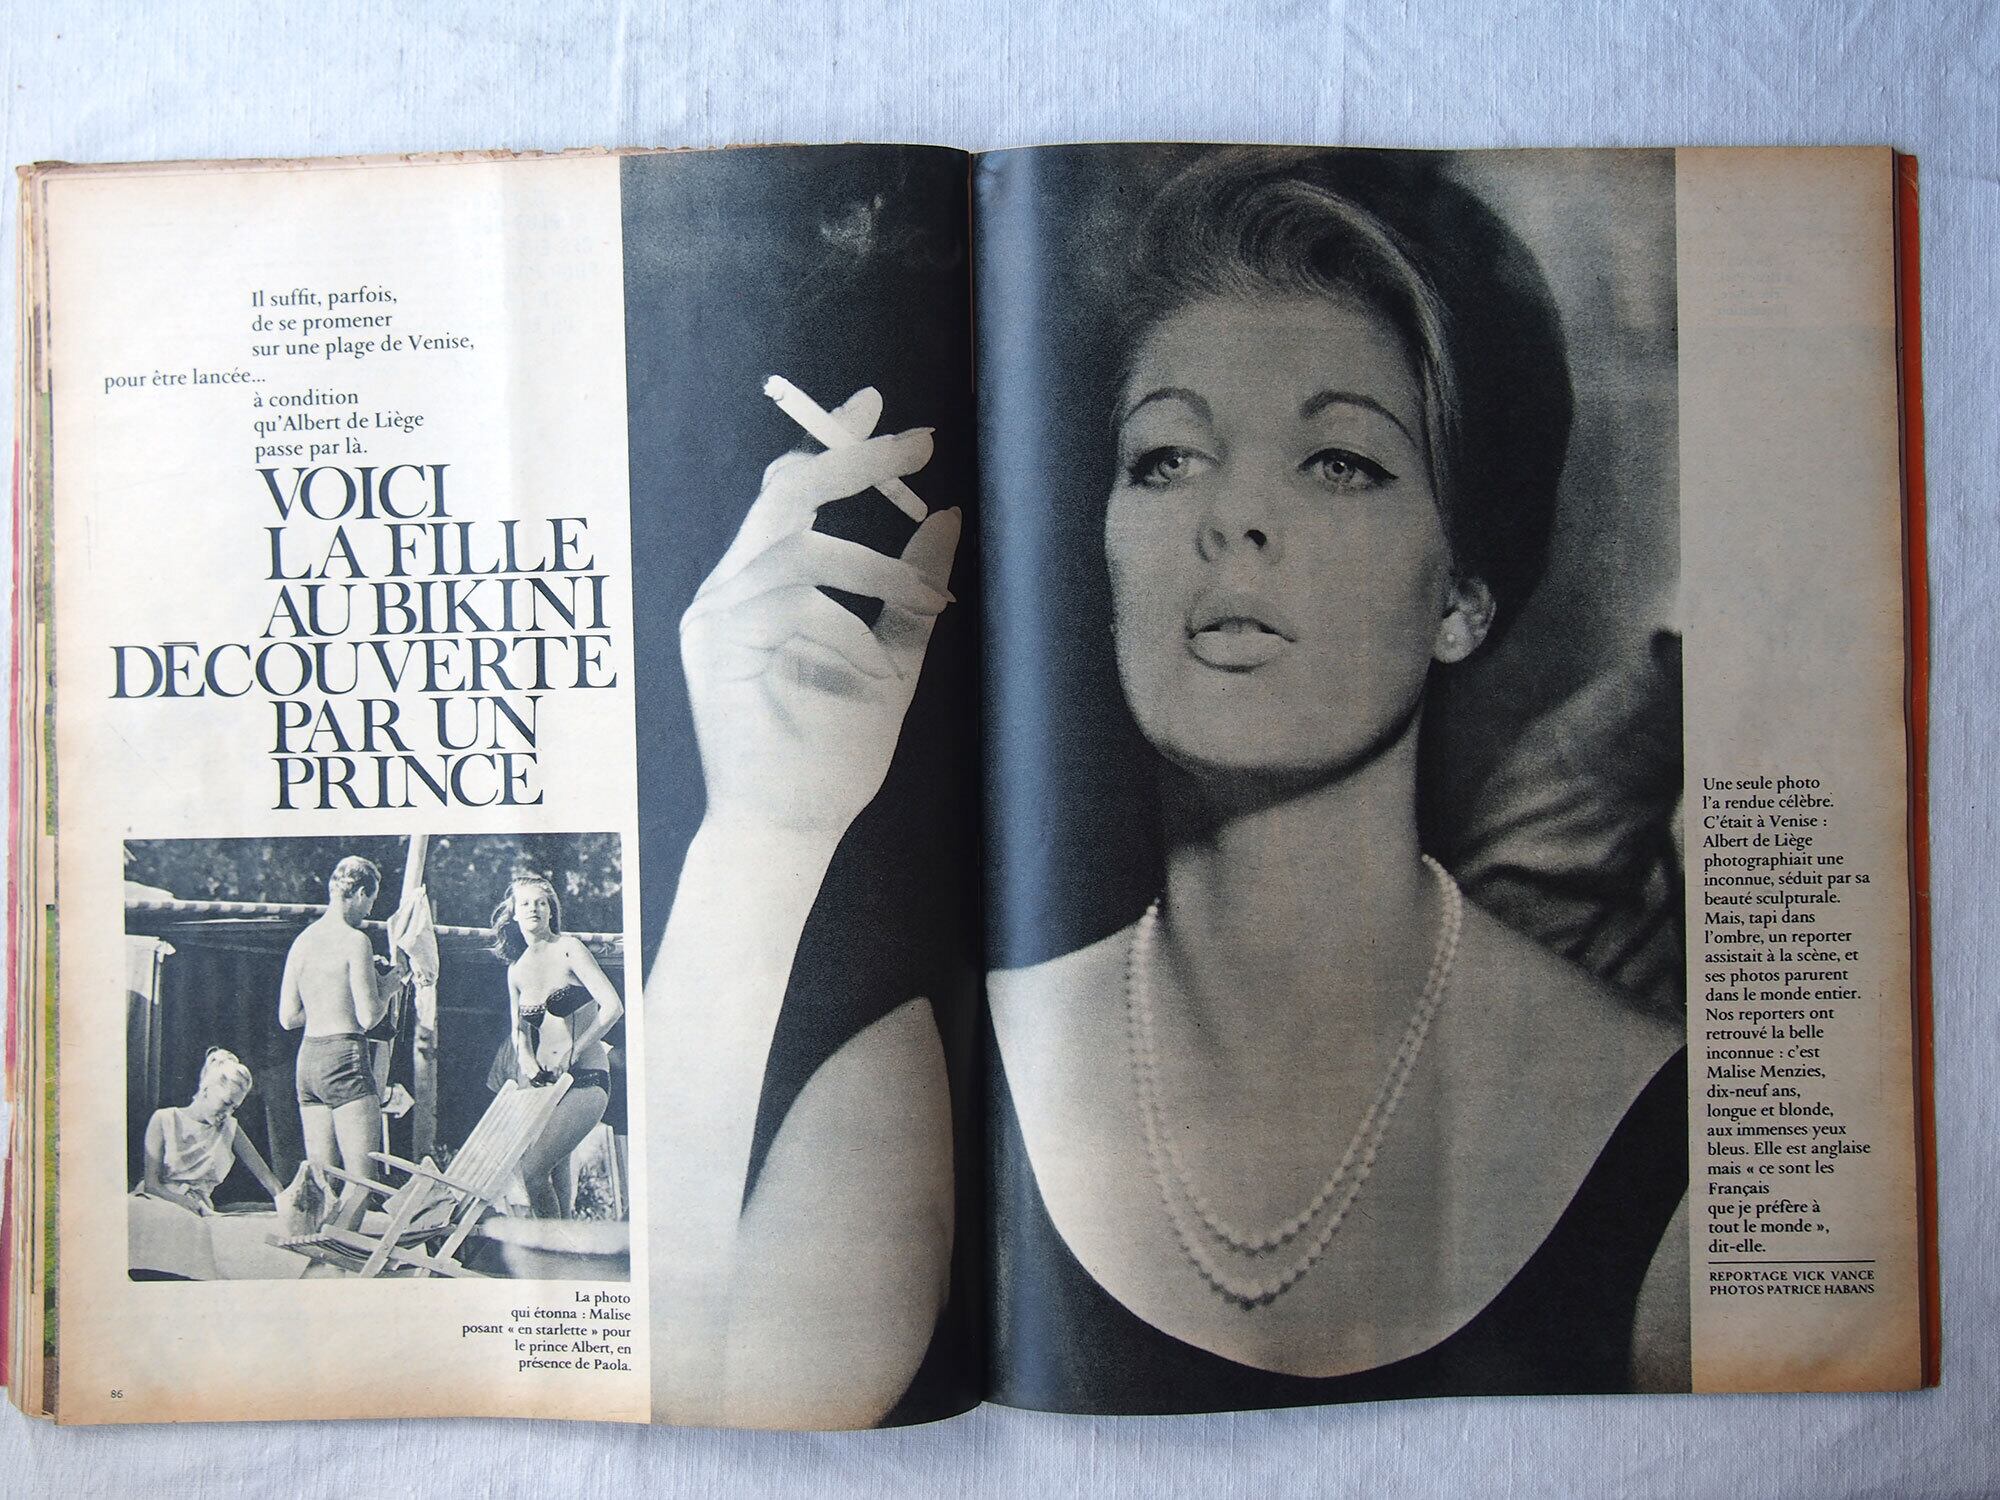 Il suffit, parfois,
de se promener
sur une plage de Venise,
pour être lancée...
à condition
qu'Albert de Liège
passe par là.
VOICI
LA FILLE
AU BIKINI
DÉCOUVERTE
PAR UN
PRINCE
La photo
qui étonna : Malise
posant « en starlette » pour
le prince Albert, en
présence de Paola.
86
Une seule photo
l'a rendue célèbre.
C'était à Venise :
Albert de Liège
photographiait une
inconnue, séduit par sa
beauté sculpturale.
Mais, tapi dans
l'ombre, un reporter
assistait à la scène, et
ses photos parurent
dans le monde entier.
Nos reporters ont
retrouvé la belle
inconnue : c'est
Malise Menzies,
dix-neuf ans,
longue et blonde,
aux immenses yeux
bleus. Elle est anglaise
mais « ce sont les
Français
que je préfère à
tout le monde »,
dit-elle.
REPORTAGE VICK VANCE
PHOTOS PATRICE HABANS